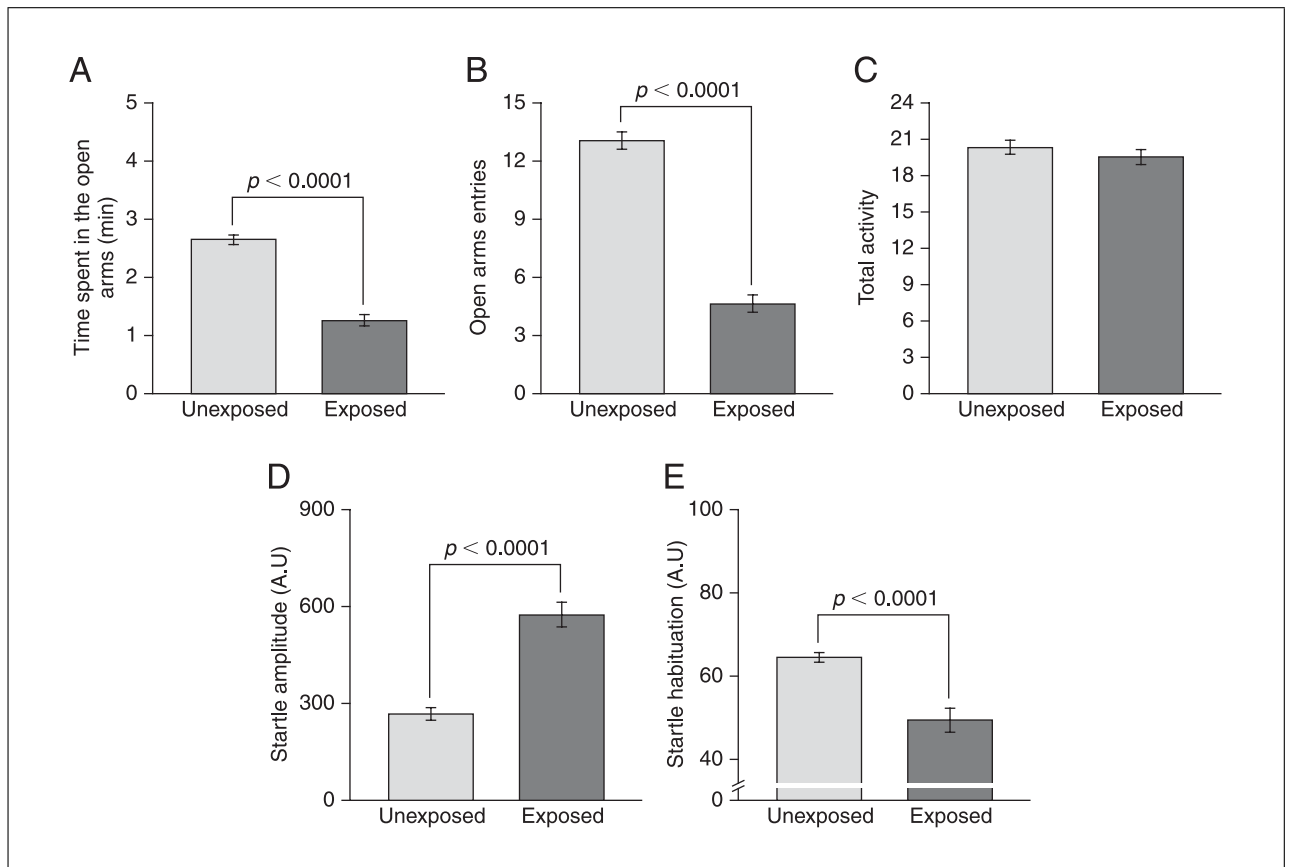 A
Time spent in the open
arms (min)
5
4
3
2
1
0
p < 0.0001
Unexposed
Exposed
B
Open arms entries
15
12
9
6
3
0
p < 0.0001
Unexposed
Exposed
C
Total activity
24
21
18
15
12
9
6
3
0
Unexposed
Exposed
D
Startle amplitude (A.U)
900
600
300
0
p < 0.0001
Unexposed
Exposed
E
Startle habituation (A.U)
100
80
60
40
0
p < 0.0001
Unexposed
Exposed